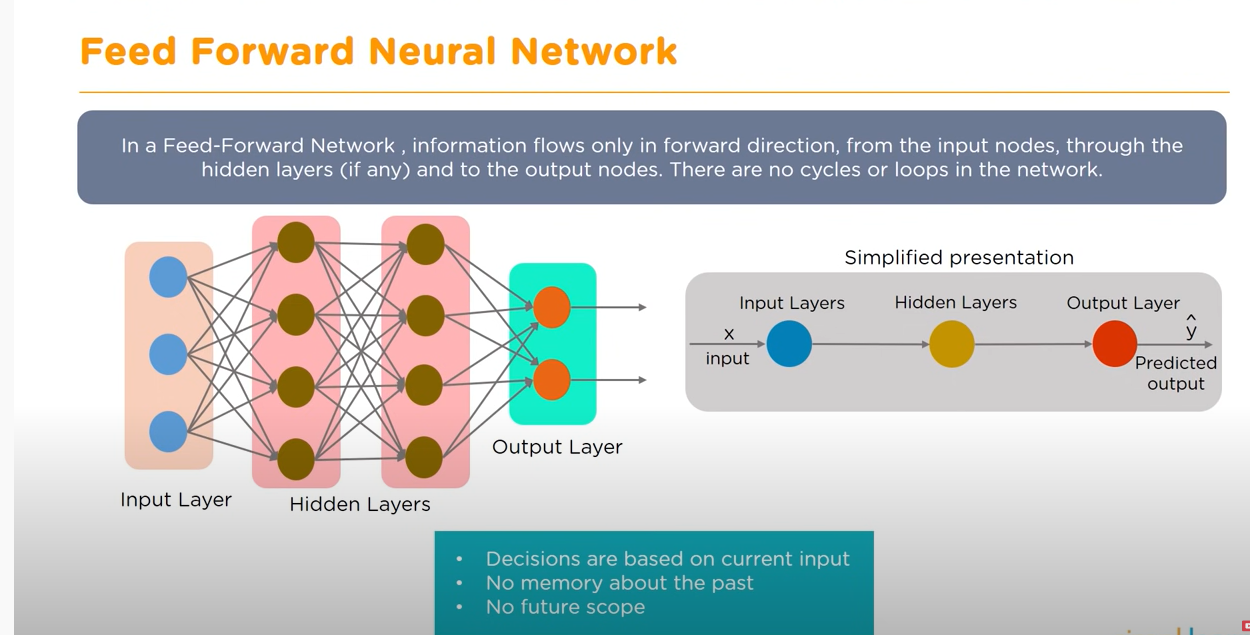 Feed Forward Neural Network
In a Feed-Forward Network , information flows only in forward direction, from the input nodes, through the
hidden layers (if any) and to the output nodes. There are no cycles or loops in the network.
Input Layer
Hidden Layers
Output Layer
Simplified presentation
Input Layers
Hidden Layers
Output Layer
x
input
ŷ
Predicted
output
• Decisions are based on current input
• No memory about the past
• No future scope